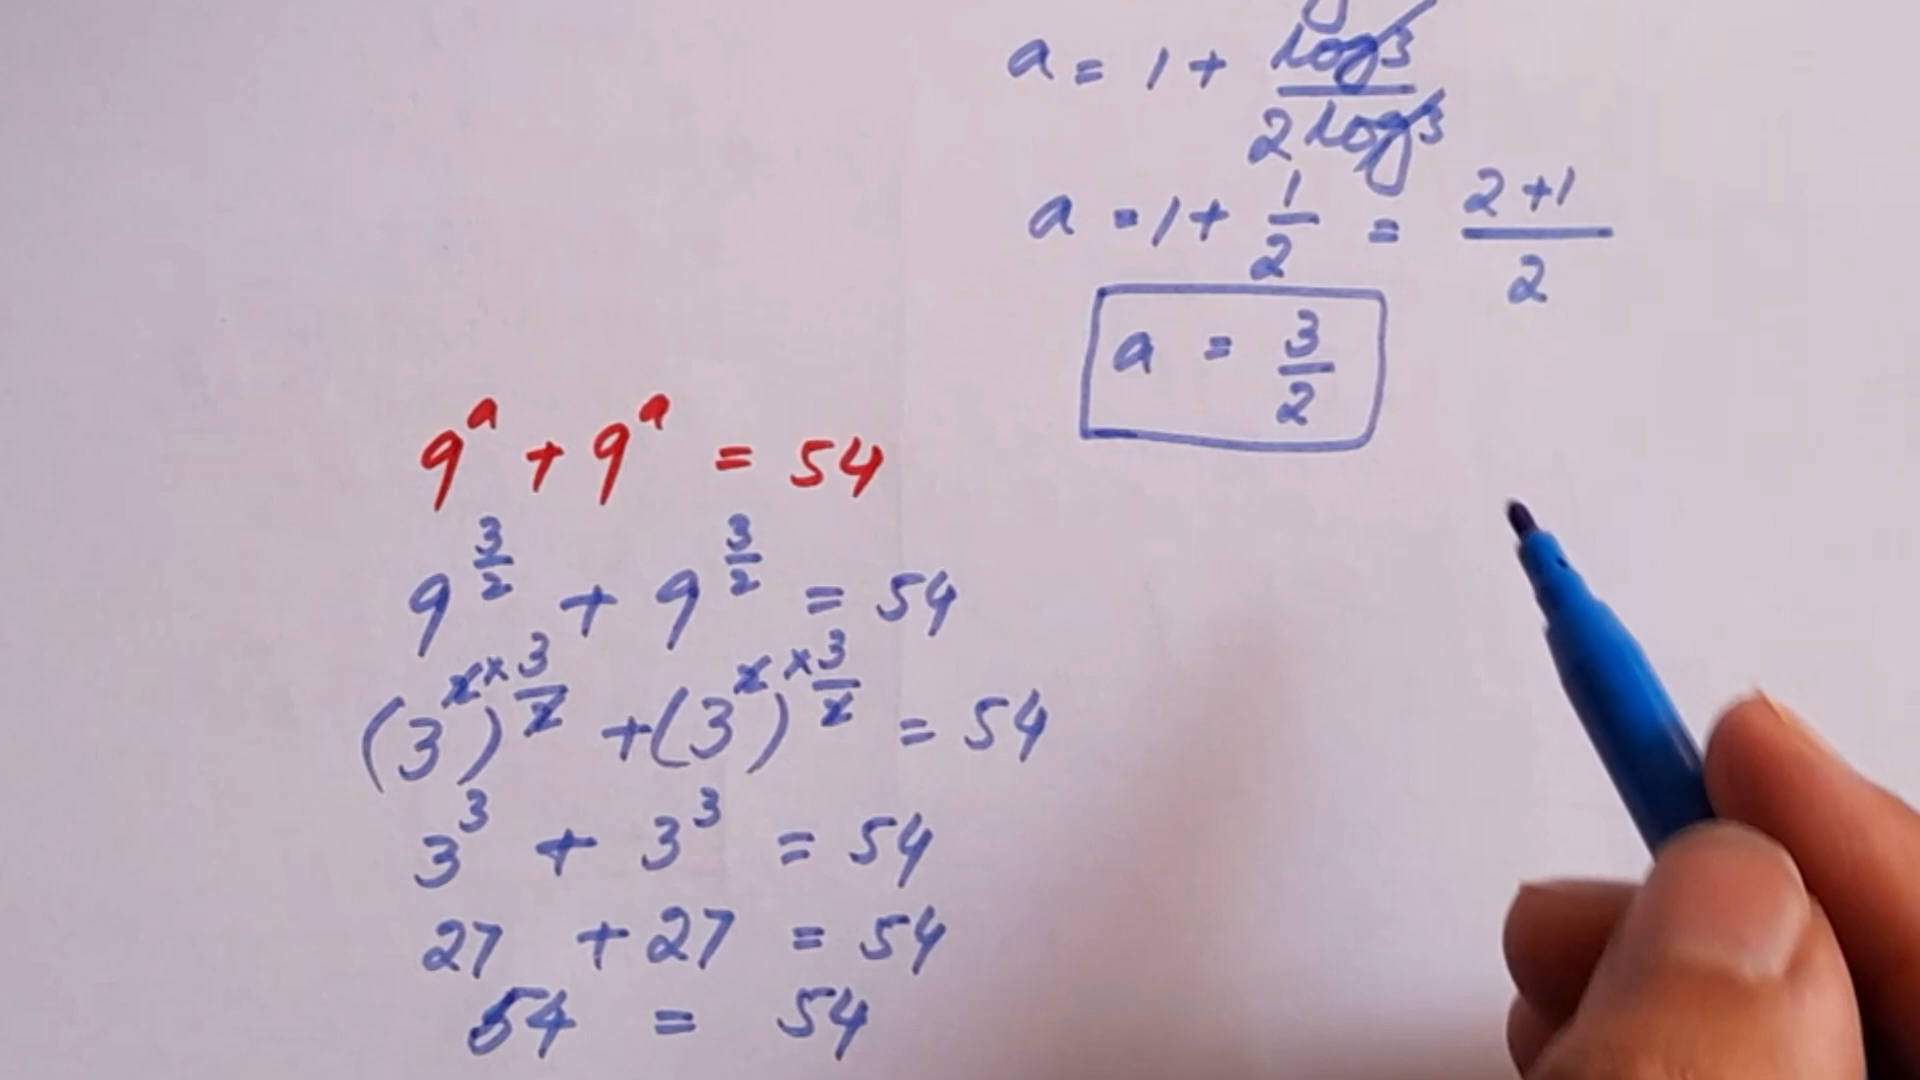 a = 1 + log3/2log3
a = 1 + 1/2 = 2+1/2
a = 3/2
9^a + 9^a = 54
9^3/2 + 9^3/2 = 54
(3^2)^×3/2 + (3^2)^×3/2 = 54
3^3 + 3^3 = 54
27 + 27 = 54
54 = 54